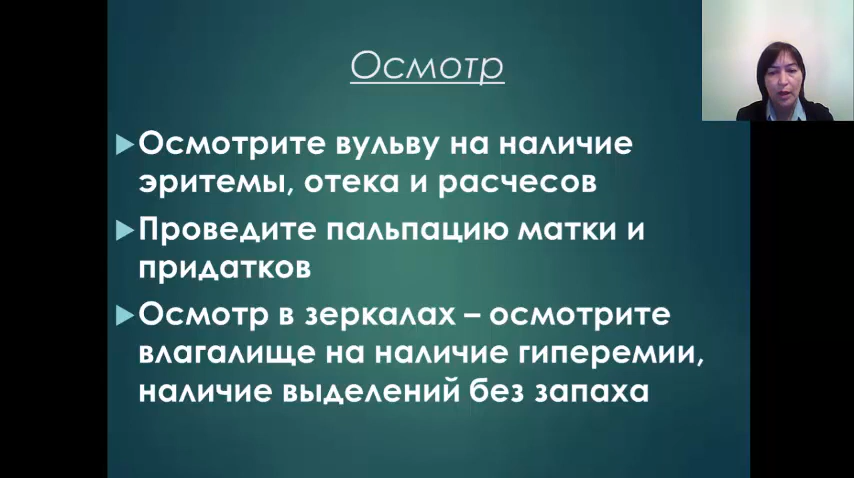 Осмотр
Осмотрите вульву на наличие
эритемы, отека и расчесов
Проведите пальпацию матки и
придатков
Осмотр в зеркалах – осмотрите
влагалище на наличие гиперемии,
наличие выделений без запаха